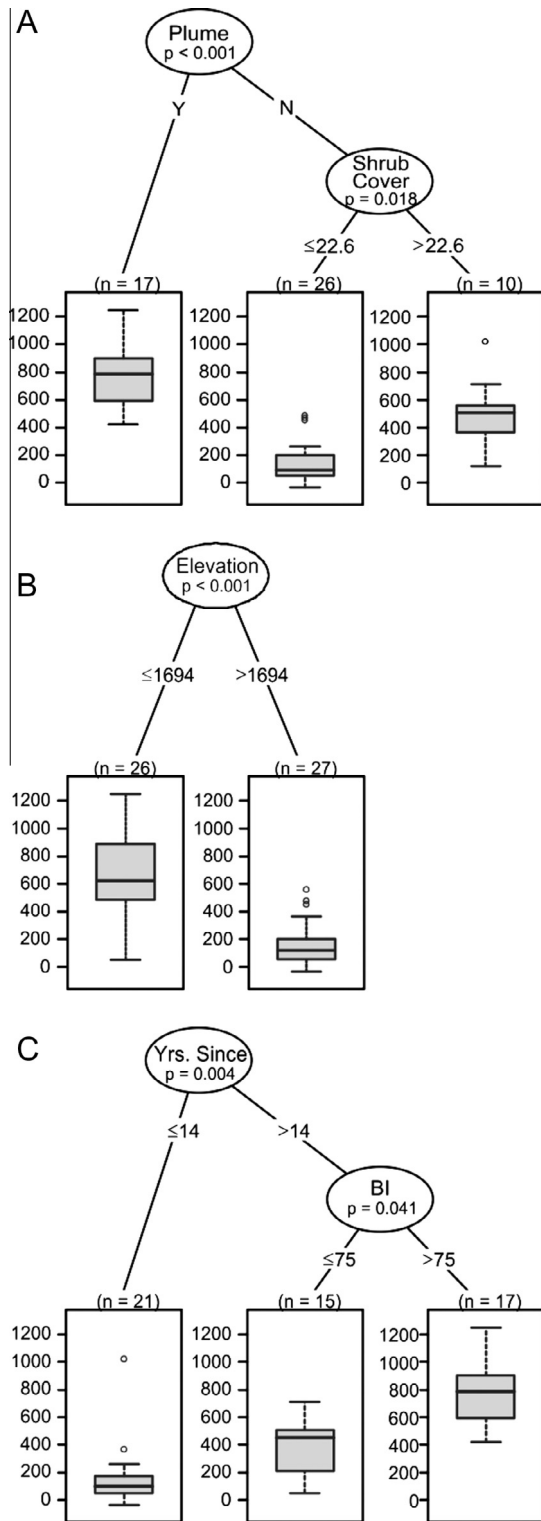 A
Plume
p < 0.001
Y
N
Shrub
Cover
p = 0.018
≤22.6
>22.6
(n = 17)
(n = 26)
(n = 10)
1200 1200 1200
1000 1000 1000
800 800 800
600 600 600
400 400 400
200 200 200
0 0 0
B
Elevation
p < 0.001
≤1694
>1694
(n = 26)
(n = 27)
1200 1200
1000 1000
800 800
600 600
400 400
200 200
0 0
C
Yrs. Since
p = 0.004
≤14
>14
BI
p = 0.041
≤75
>75
(n = 21)
(n = 15)
(n = 17)
1200 1200 1200
1000 1000 1000
800 800 800
600 600 600
400 400 400
200 200 200
0 0 0